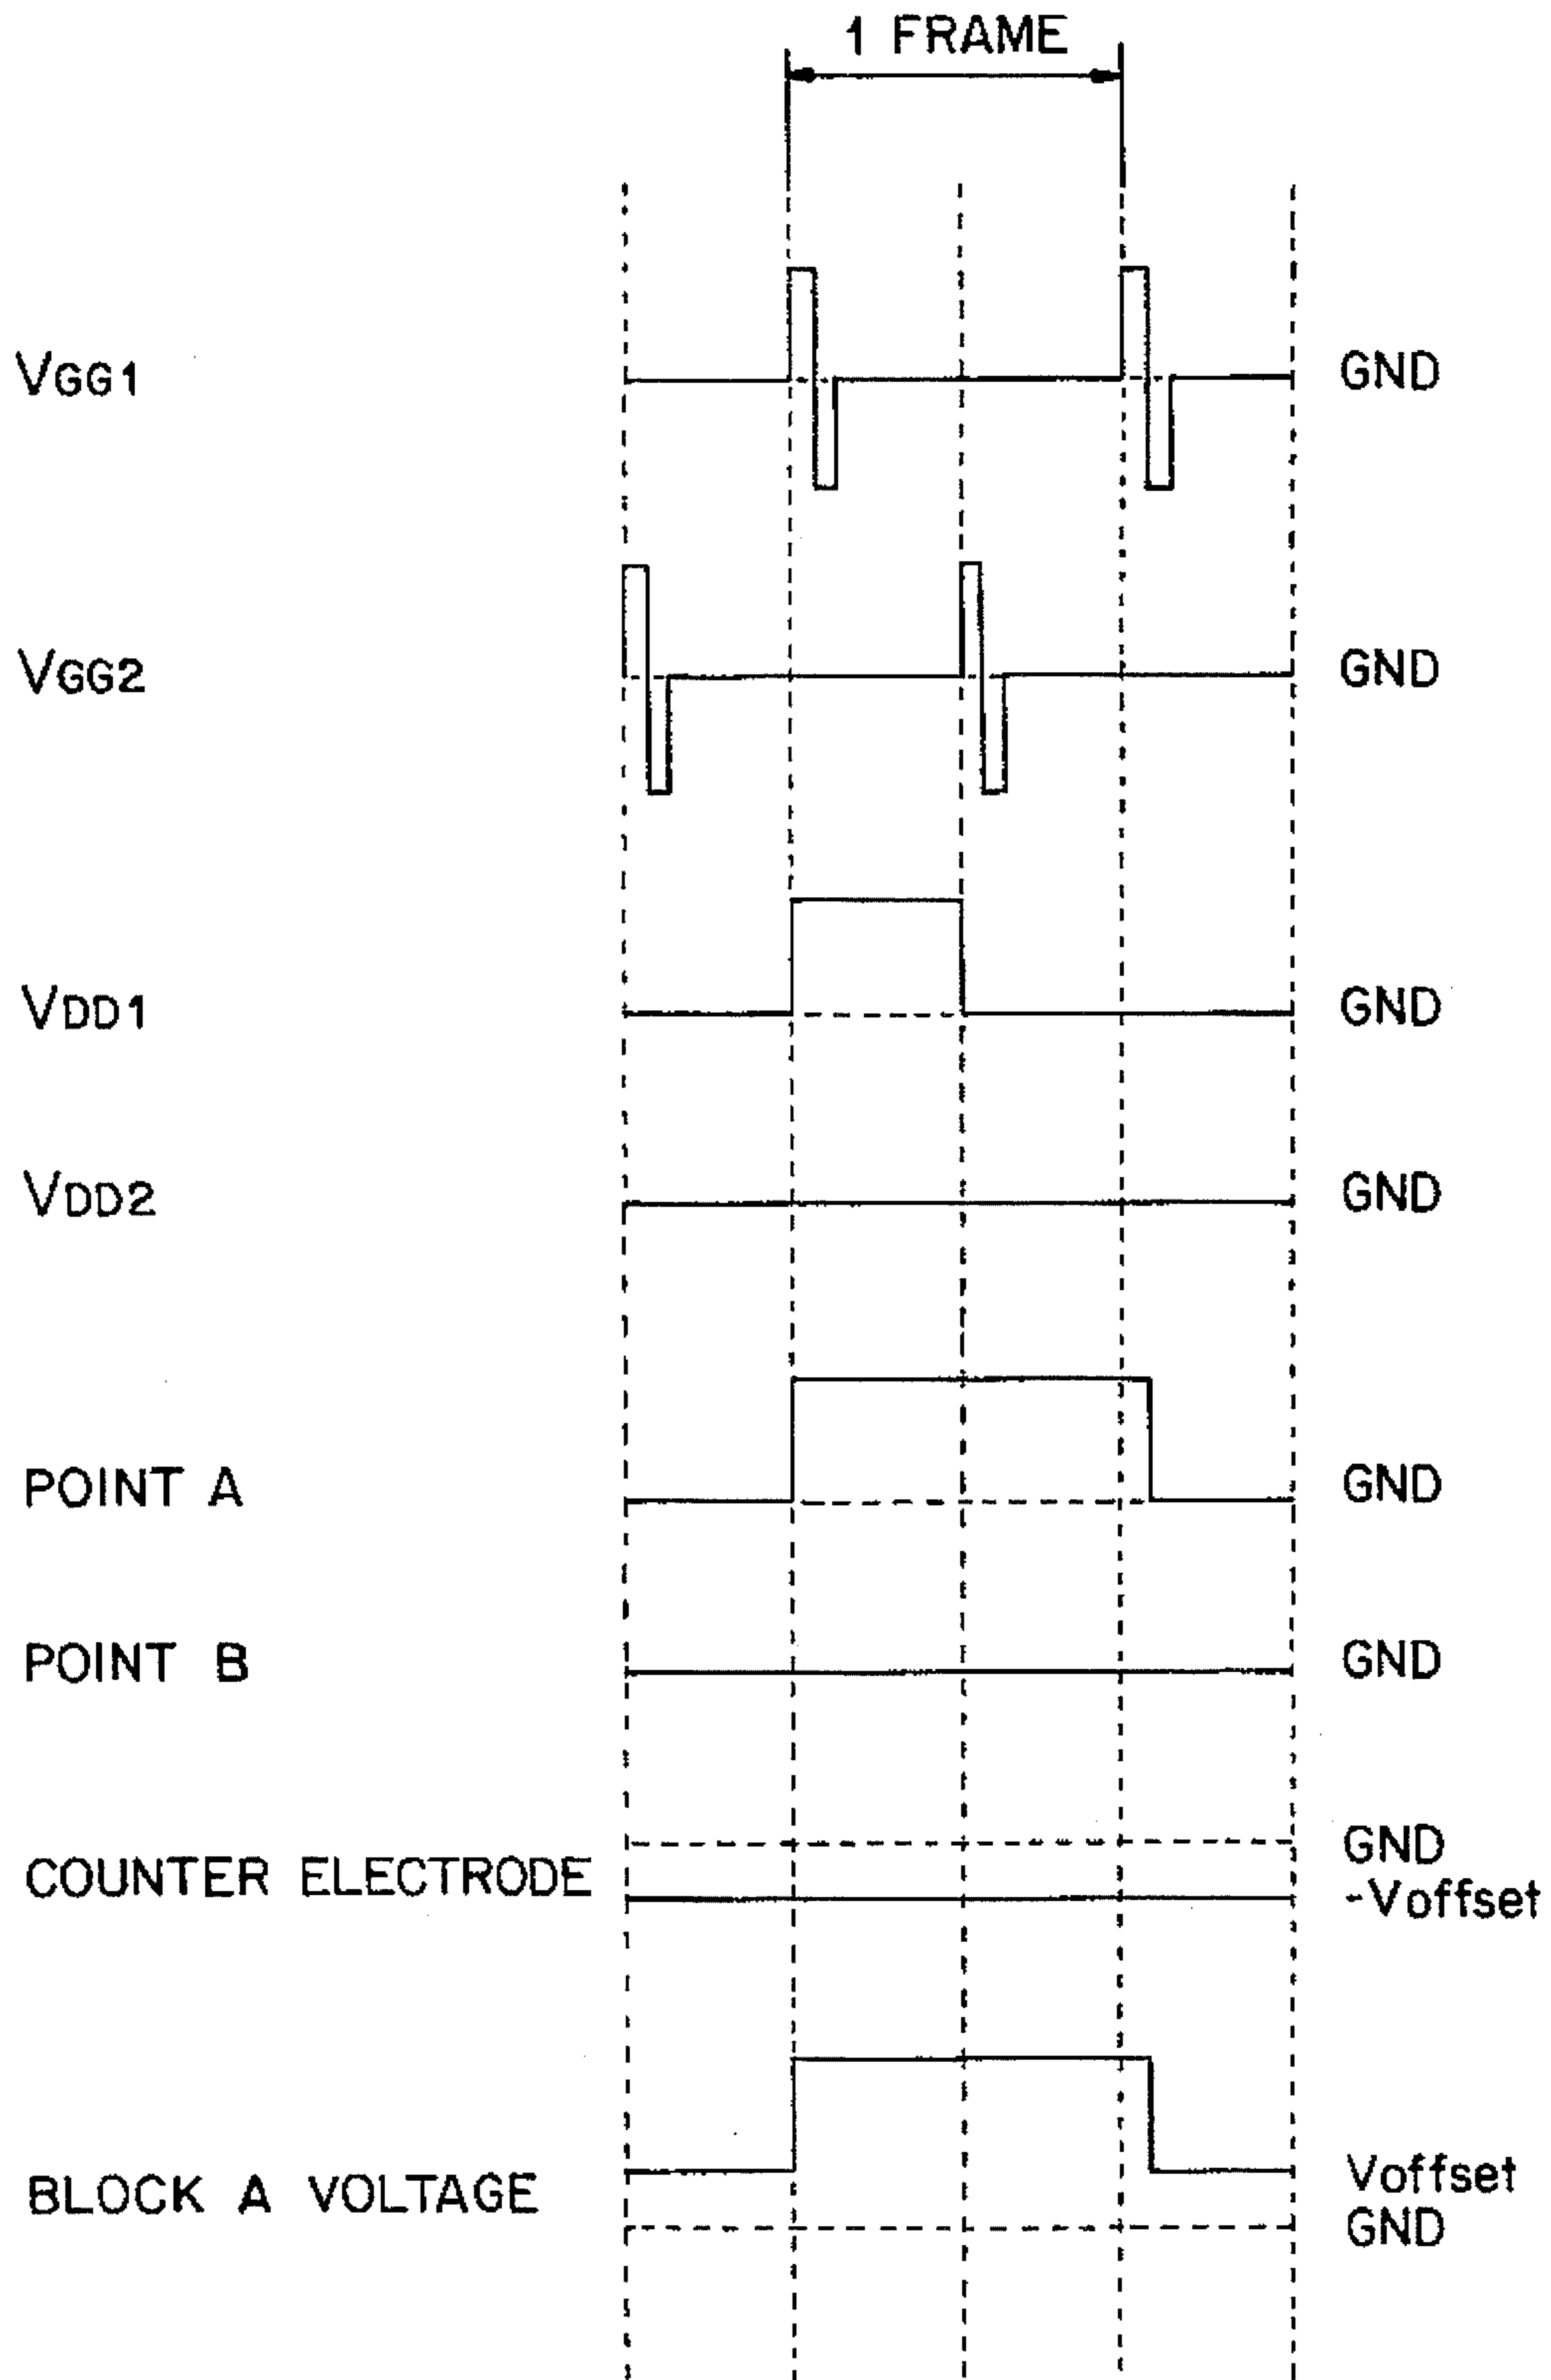 1 FRAME
VGG1 GND
VGG2 GND
VDD1 GND
VDD2 GND
POINT A GND
POINT B GND
GND
COUNTER ELECTRODE -Voffset
BLOCK A VOLTAGE Voffset
GND